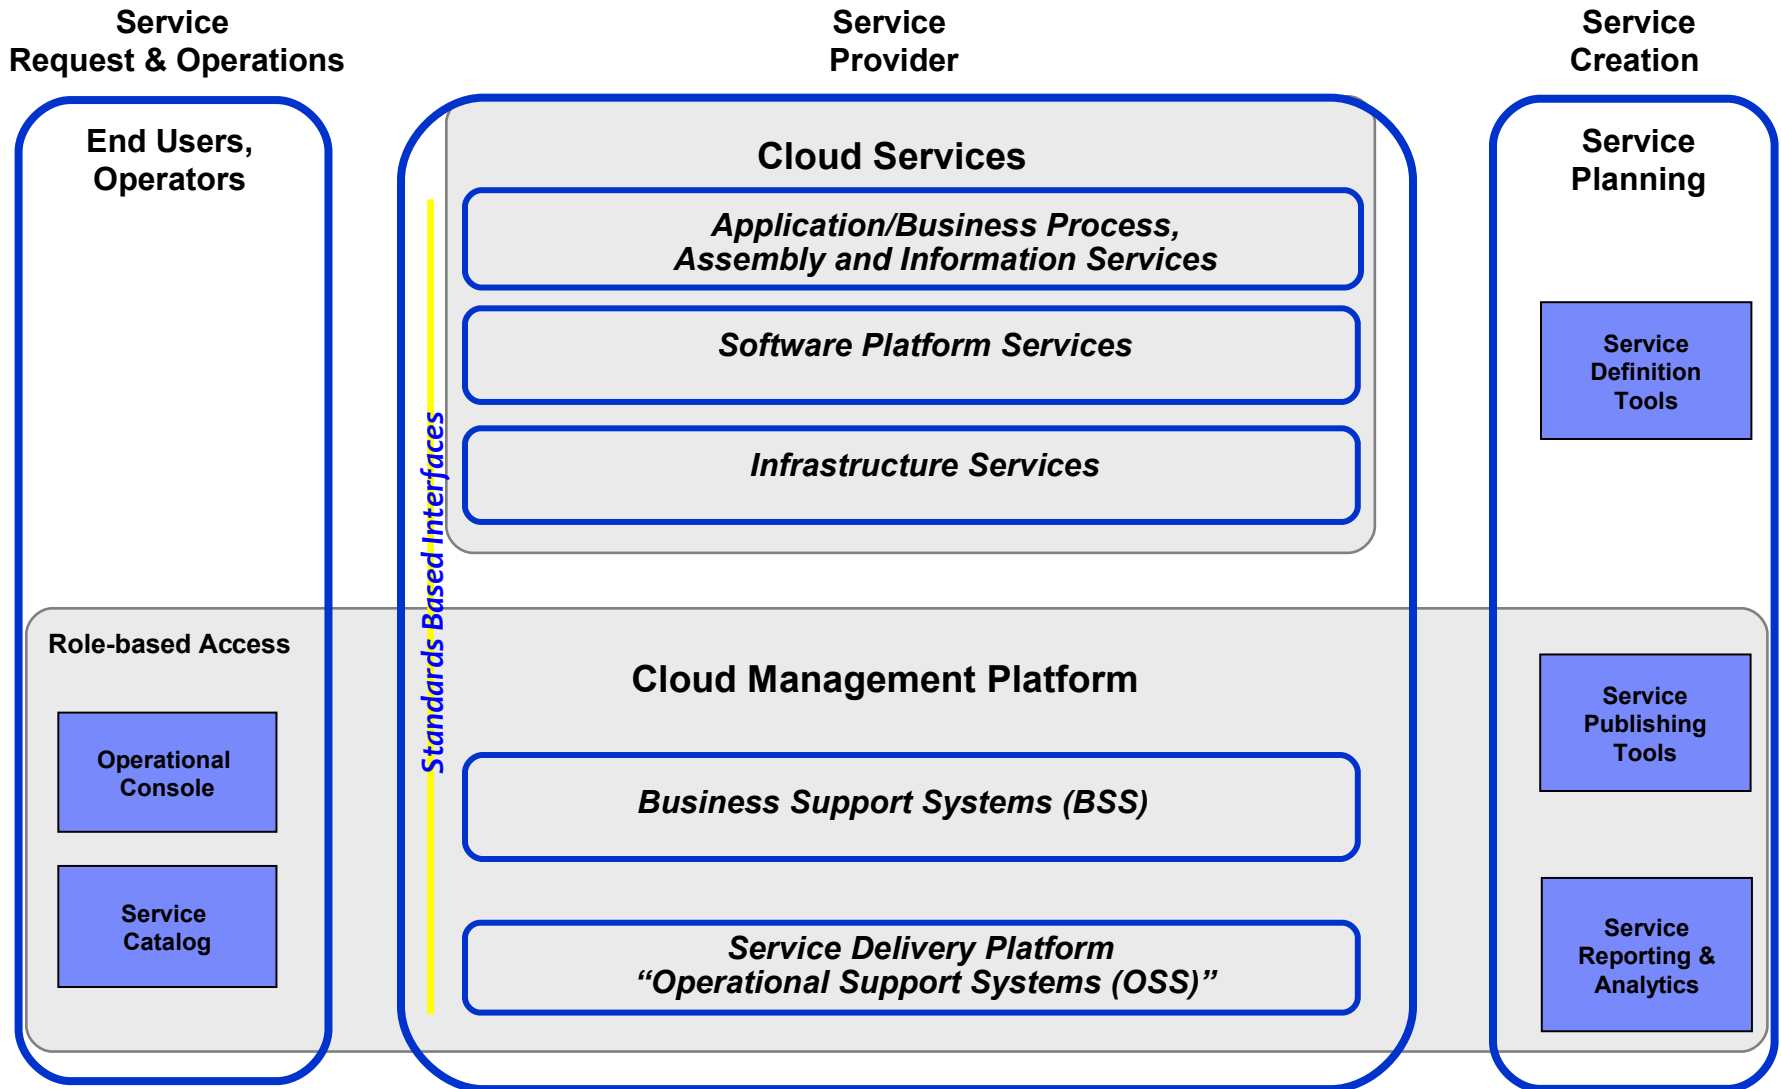 Service
Request & Operations
Service
Provider
Service
Creation
End Users,
Operators
Cloud Services
Application/Business Process,
Assembly and Information Services
Software Platform Services
Infrastructure Services
Standards Based Interfaces
Service
Planning
Service
Definition
Tools
Role-based Access
Operational
Console
Service
Catalog
Cloud Management Platform
Business Support Systems (BSS)
Service Delivery Platform
“Operational Support Systems (OSS)”
Service
Publishing
Tools
Service
Reporting &
Analytics